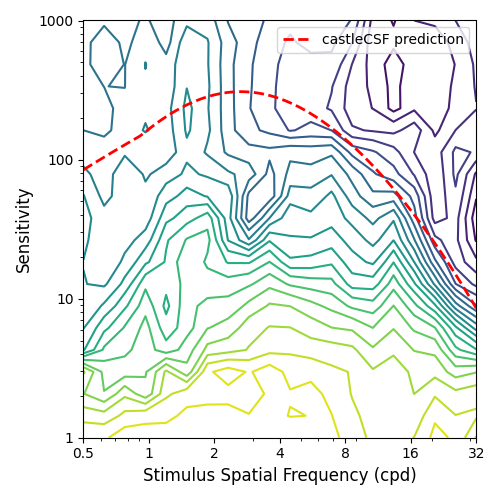 1000
castleCSF prediction
100
Sensitivity
10
1
0.5 1 2 4 8 16 32
Stimulus Spatial Frequency (cpd)